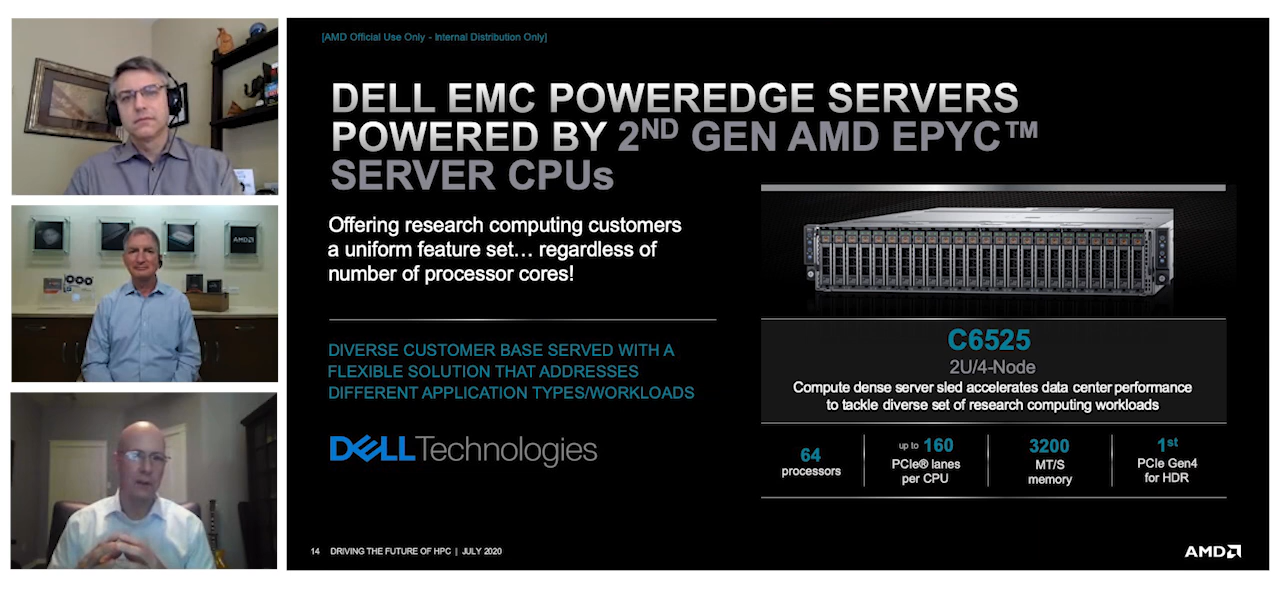 [AMD Official Use Only - Internal Distribution Only]
DELL EMC POWEREDGE SERVERS
POWERED BY 2ND GEN AMD EPYC™
SERVER CPUs
Offering research computing customers
a uniform feature set... regardless of
number of processor cores!
DIVERSE CUSTOMER BASE SERVED WITH A
FLEXIBLE SOLUTION THAT ADDRESSES
DIFFERENT APPLICATION TYPES/WORKLOADS
DELL Technologies
C6525
2U/4-Node
Compute dense server sled accelerates data center performance
to tackle diverse set of research computing workloads
64
processors
up to 160
PCIe® lanes
per CPU
3200
MT/S
memory
1st
PCIe Gen4
for HDR
14 DRIVING THE FUTURE OF HPC | JULY 2020
AMD
AMD